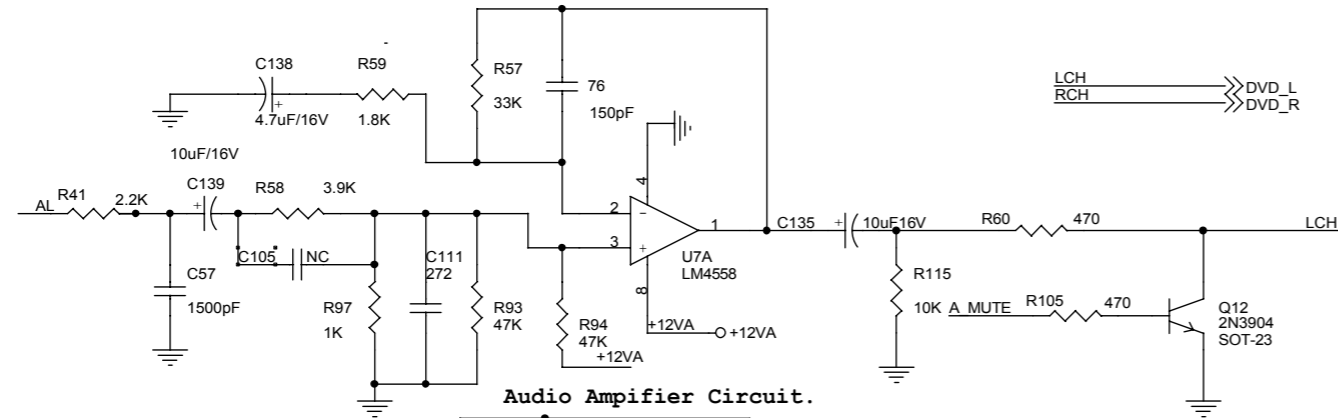 C138
R59
4.7uF/16V
1.8K
+
R57
33K
76
150pF
LCH
RCH
DVD_L
DVD_R
10uF/16V
AL
R41
2.2K
C139
+
R58
3.9K
C105
NC
C57
1500pF
R97
1K
C111
272
R93
47K
R94
47K
+12VA
4
2
3
-
+
1
8
U7A
LM4558
+12VA
+12VA
C135
+
10uF16V
R115
10K
R60
470
LCH
A_MUTE
R105
470
Q12
2N3904
SOT-23
Audio Ampifier Circuit.